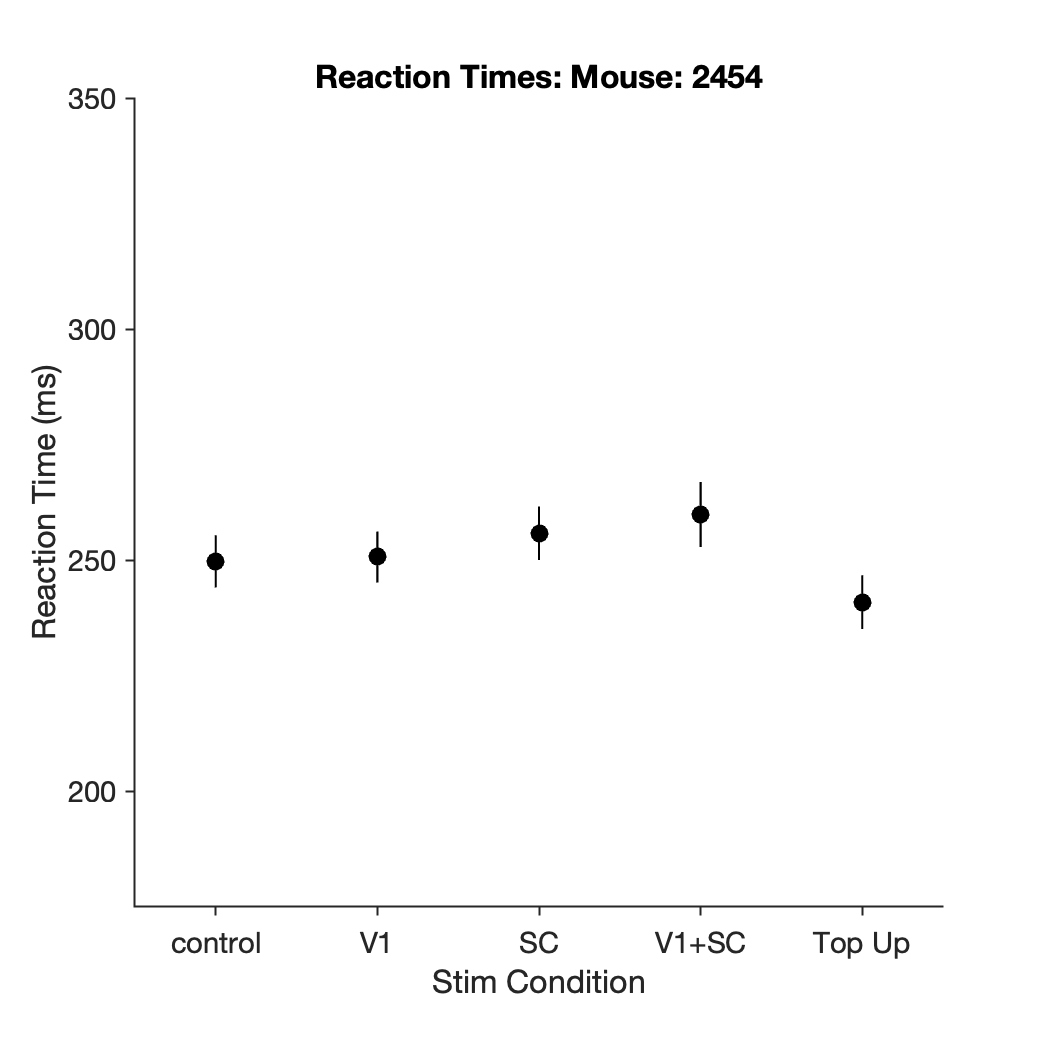 Reaction Times: Mouse: 2454
350
300
250
200
Reaction Time (ms)
control
V1
SC
V1+SC
Top Up
Stim Condition